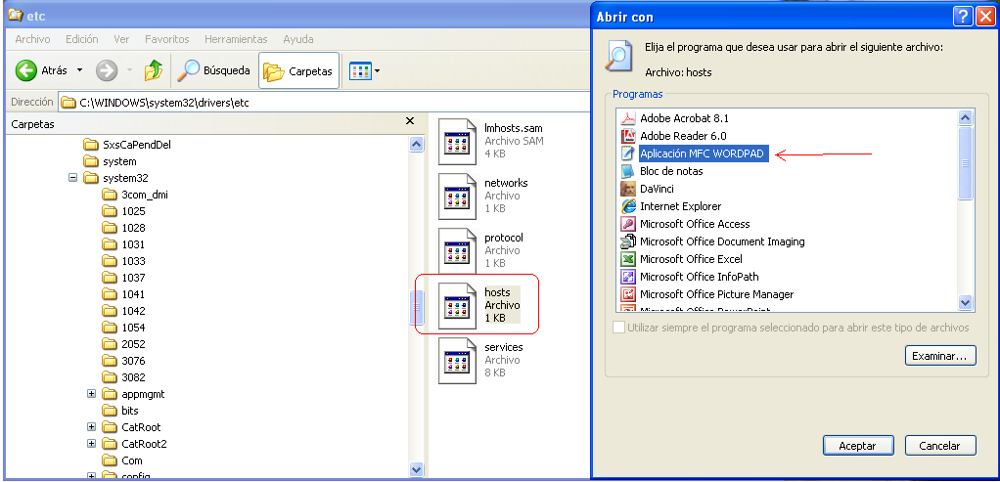 etc
Archivo Edición Ver Favoritos Herramientas Ayuda
Atrás Búsqueda Carpetas
Dirección C:\WINDOWS\system32\drivers\etc
Carpetas
SxsCaPendDel
system
system32
3com_dmi
1025
1028
1031
1033
1037
1041
1042
1054
2052
3076
3082
appmgmt
bits
CatRoot
CatRoot2
Com
config
lmhosts.sam
Archivo SAM
4 KB
networks
Archivo
1 KB
protocol
Archivo
1 KB
hosts
Archivo
1 KB
services
Archivo
8 KB
Abrir con
Elija el programa que desea usar para abrir el siguiente archivo:
Archivo: hosts
Programas
Adobe Acrobat 8.1
Adobe Reader 6.0
Aplicación MFC WORDPAD
Bloc de notas
DaVinci
Internet Explorer
Microsoft Office Access
Microsoft Office Document Imaging
Microsoft Office Excel
Microsoft Office InfoPath
Microsoft Office Picture Manager
Microsoft Office PowerPoint
Utilizar siempre el programa seleccionado para abrir este tipo de archivos
Examinar...
Aceptar Cancelar